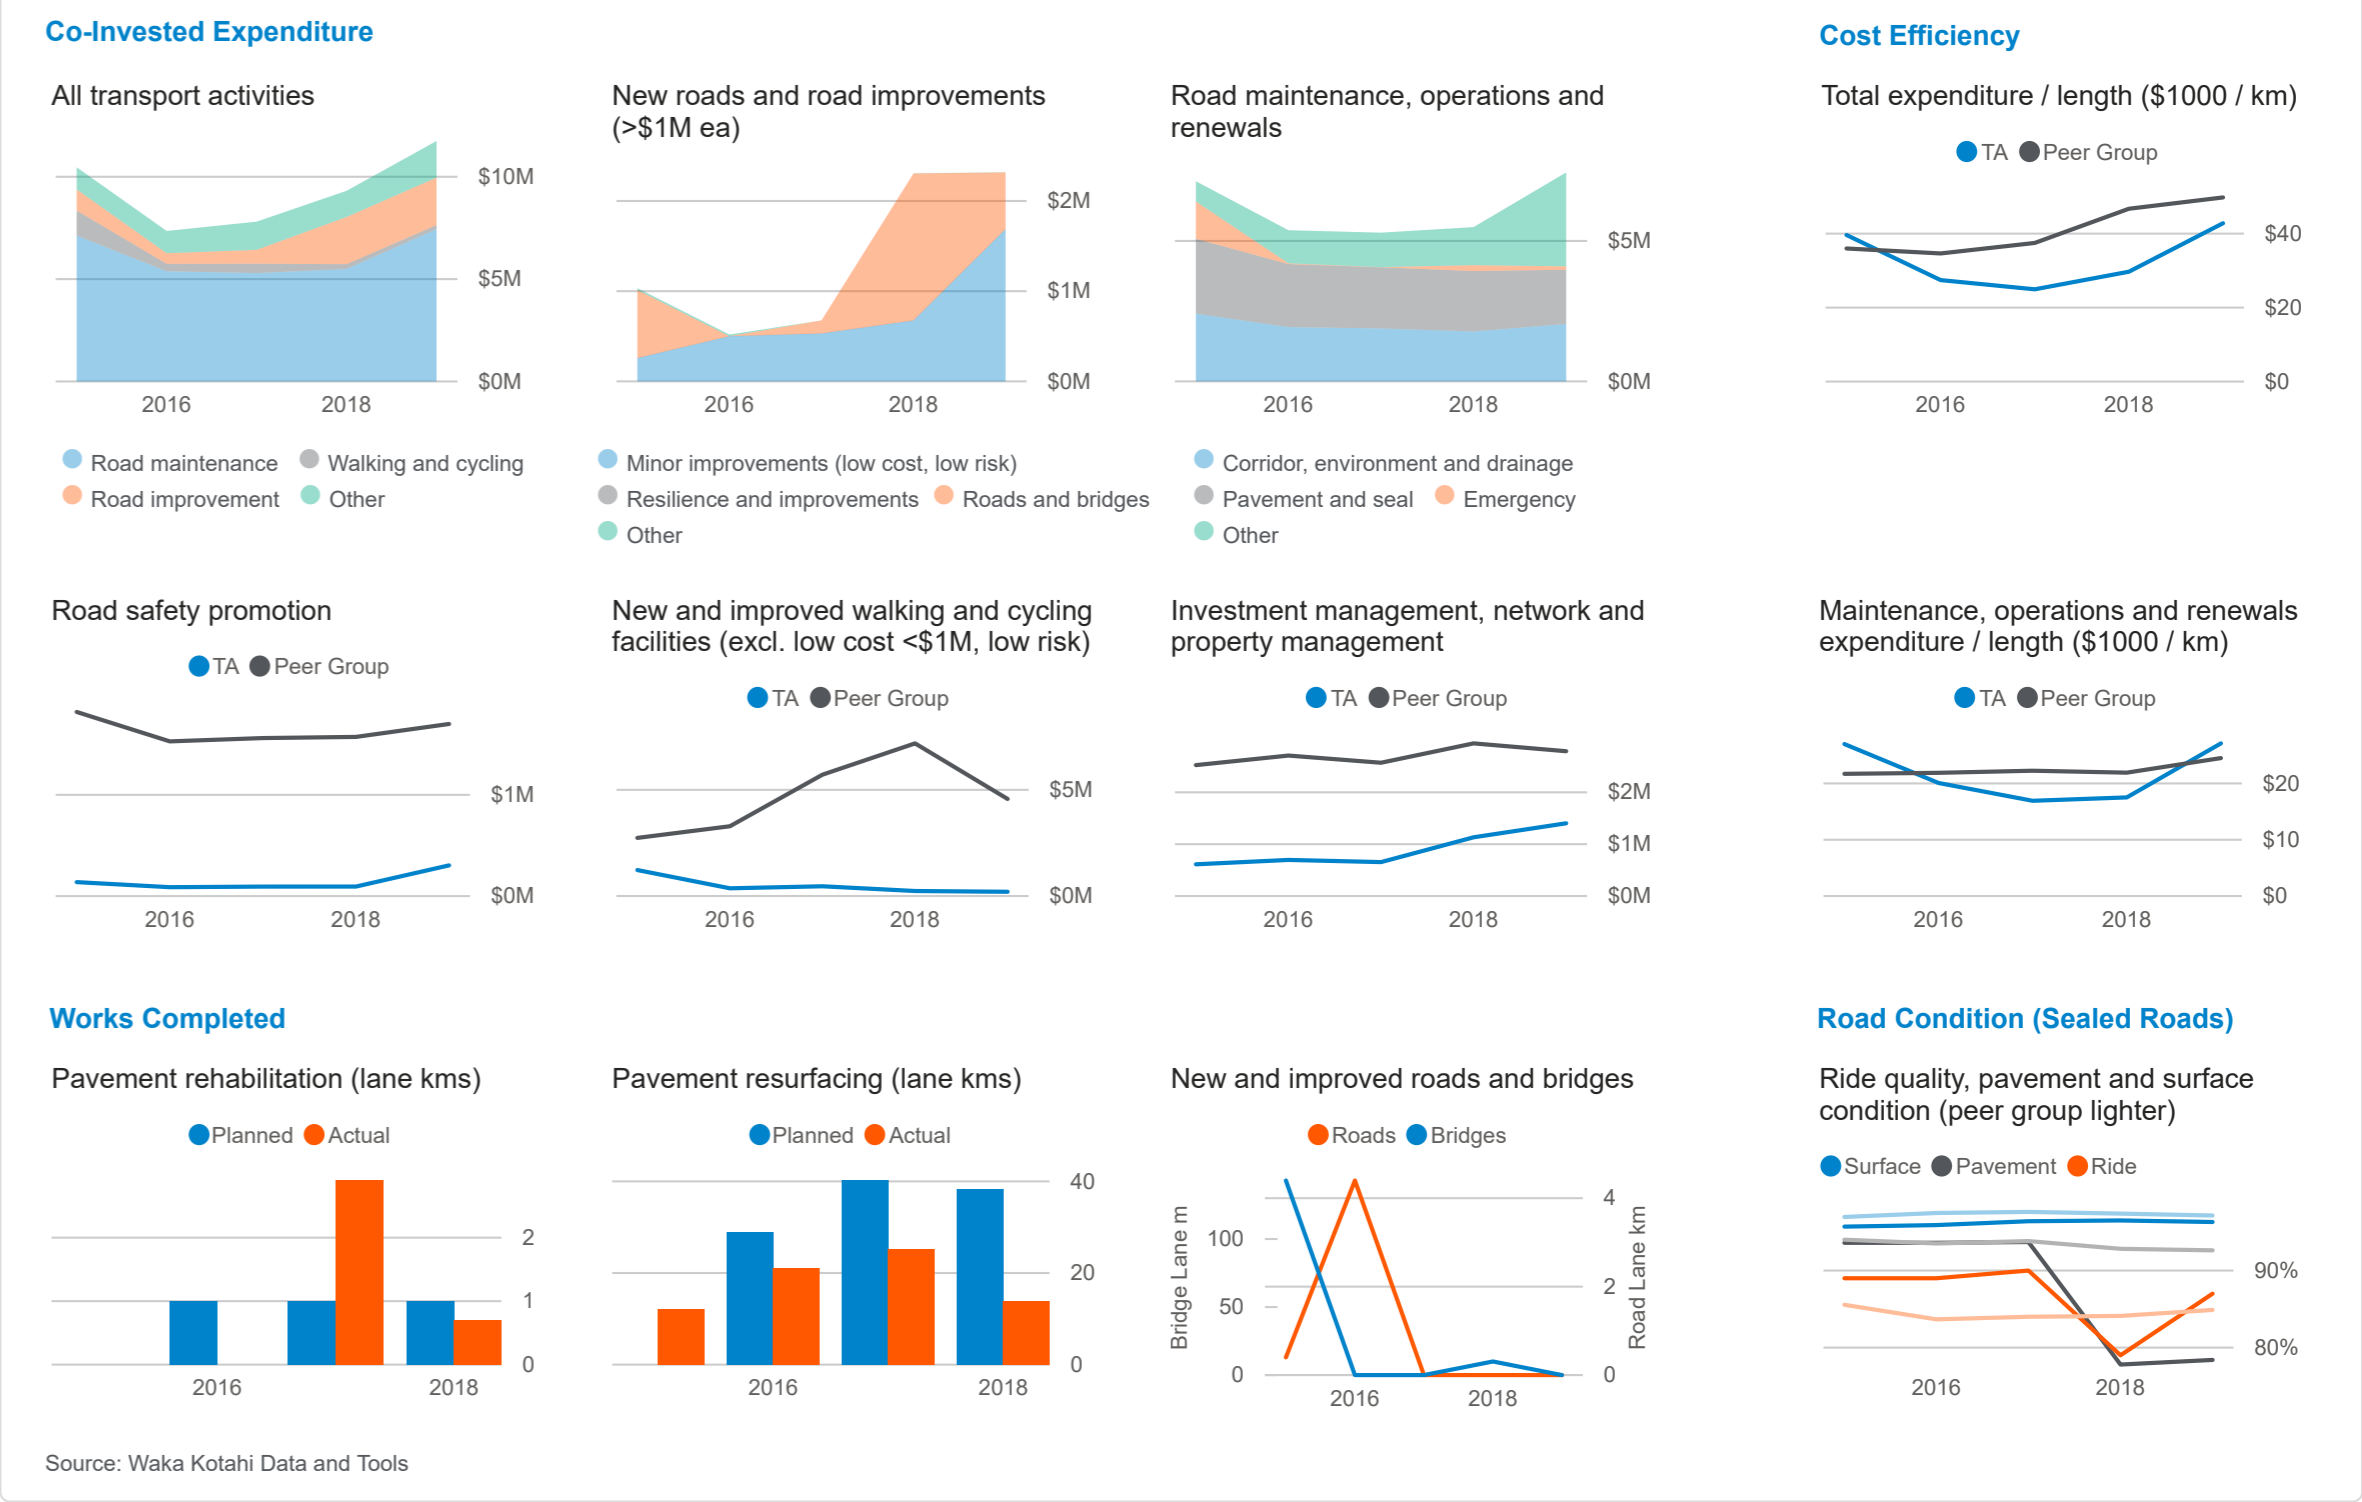 Co-Invested Expenditure
Cost Efficiency
All transport activities
$10M
$5M
$0M
2016
2018
Road maintenance
Walking and cycling
Road improvement
Other
New roads and road improvements
(>$1M ea)
$2M
$1M
$0M
2016
2018
Minor improvements (low cost, low risk)
Resilience and improvements
Roads and bridges
Other
Road maintenance, operations and
renewals
$5M
$0M
2016
2018
Corridor, environment and drainage
Pavement and seal
Emergency
Other
Total expenditure / length ($1000 / km)
TA
Peer Group
$40
$20
$0
2016
2018
Road safety promotion
TA
Peer Group
$1M
$0M
2016
2018
New and improved walking and cycling
facilities (excl. low cost <$1M, low risk)
TA
Peer Group
$5M
$0M
2016
2018
Investment management, network and
property management
TA
Peer Group
$2M
$1M
$0M
2016
2018
Maintenance, operations and renewals
expenditure / length ($1000 / km)
TA
Peer Group
$20
$10
$0
2016
2018
Works Completed
Road Condition (Sealed Roads)
Pavement rehabilitation (lane kms)
Planned
Actual
2
1
0
2016
2018
Pavement resurfacing (lane kms)
Planned
Actual
40
20
0
2016
2018
New and improved roads and bridges
Roads
Bridges
Bridge Lane m
100
50
0
4
2
0
Road Lane km
2016
2018
Ride quality, pavement and surface
condition (peer group lighter)
Surface
Pavement
Ride
90%
80%
2016
2018
Source: Waka Kotahi Data and Tools